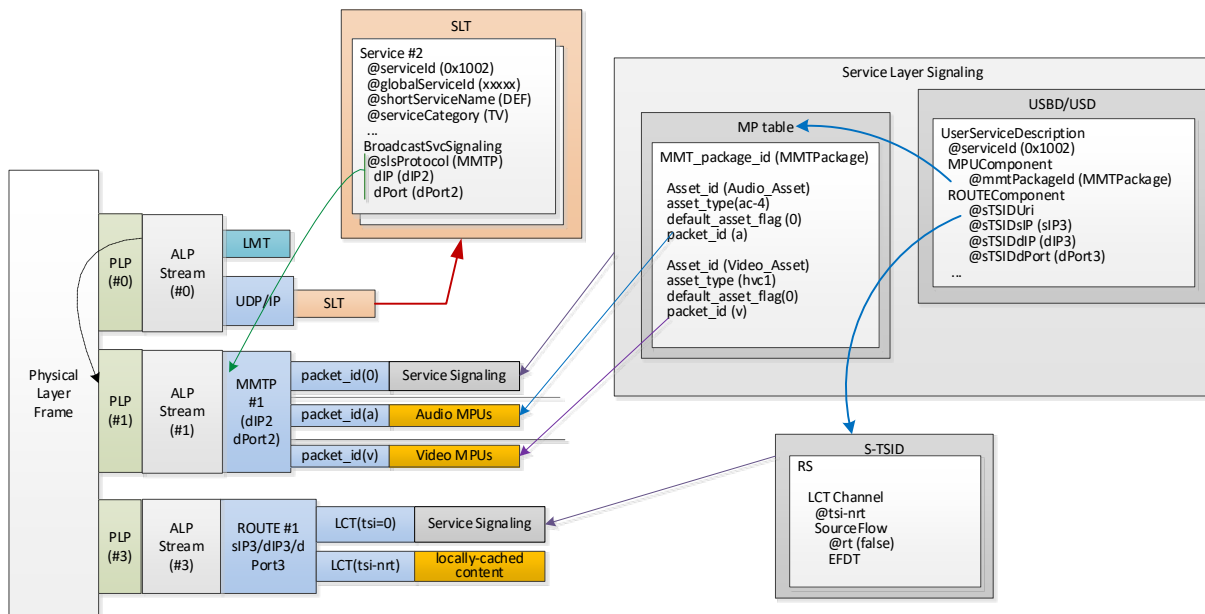 SLT
Service #2
@serviceId (0x1002)
@globalServiceId (xxxxx)
@shortServiceName (DEF)
@serviceCategory (TV)
...
BroadcastSvcSignaling
@slsProtocol (MMTP)
dIP (dIP2)
dPort (dPort2)
Service Layer Signaling
MP table
MMT_package_id (MMTPackage)
Asset_id (Audio_Asset)
asset_type(ac-4)
default_asset_flag (0)
packet_id (a)
Asset_id (Video_Asset)
asset_type (hvc1)
default_asset_flag(0)
packet_id (v)
USBD/USD
UserServiceDescription
@serviceId (0x1002)
MPUComponent
@mmtPackageId (MMTPackage)
ROUTEComponent
@sTSIDUri
@sTSIDsIP (sIP3)
@sTSIDdIP (dIP3)
@sTSIDdPort (dPort3)
...
Physical
Layer
Frame
PLP
(#0)
ALP
Stream
(#0)
LMT
UDP/IP
SLT
PLP
(#1)
ALP
Stream
(#1)
MMTP
#1
(dIP2
dPort2)
packet_id(0)
Service Signaling
packet_id(a)
Audio MPUs
packet_id(v)
Video MPUs
PLP
(#3)
ALP
Stream
(#3)
ROUTE #1
sIP3/dIP3/d
Port3
LCT(tsi=0)
Service Signaling
LCT(tsi-nrt)
locally-cached
content
S-TSID
RS
LCT Channel
@tsi-nrt
SourceFlow
@rt (false)
EFDT